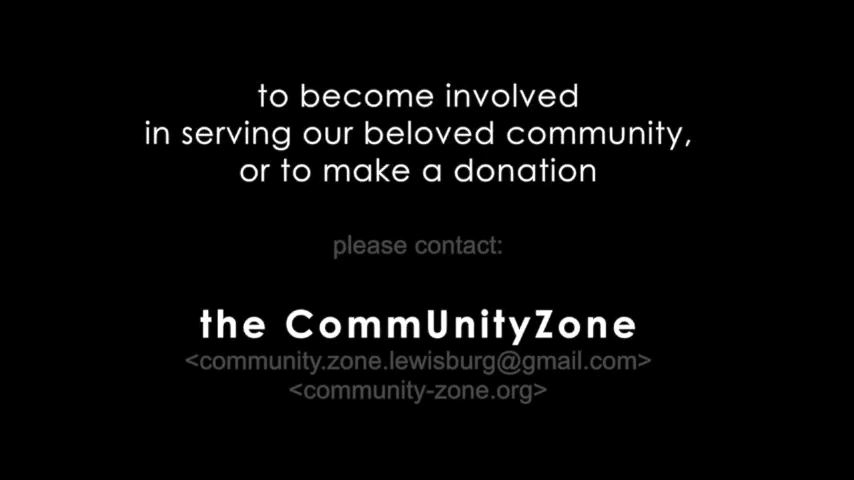 to become involved
in serving our beloved community,
or to make a donation
please contact:
the CommUnityZone
<community.zone.lewisburg@gmail.com>
<community-zone.org>